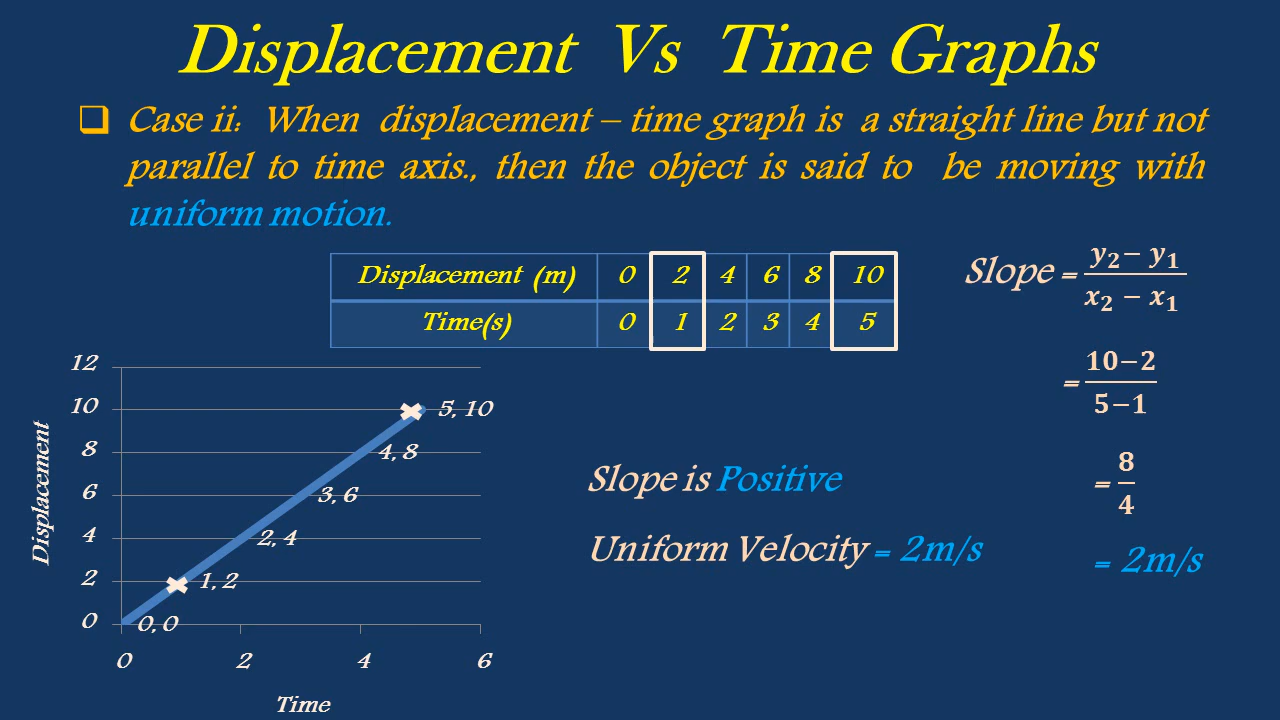 Displacement Vs Time Graphs
❑ Case ii: When displacement – time graph is a straight line but not
parallel to time axis., then the object is said to be moving with
uniform motion.
Displacement (m) 0 2 4 6 8 10
Time(s) 0 1 2 3 4 5
Slope = y₂ – y₁ / x₂ – x₁
= 10–2 / 5–1
= 8 / 4
= 2m/s
Slope is Positive
Uniform Velocity = 2m/s
Displacement
12
10
8
6
4
2
0
5, 10
4, 8
3, 6
2, 4
1, 2
0, 0
0 2 4 6
Time